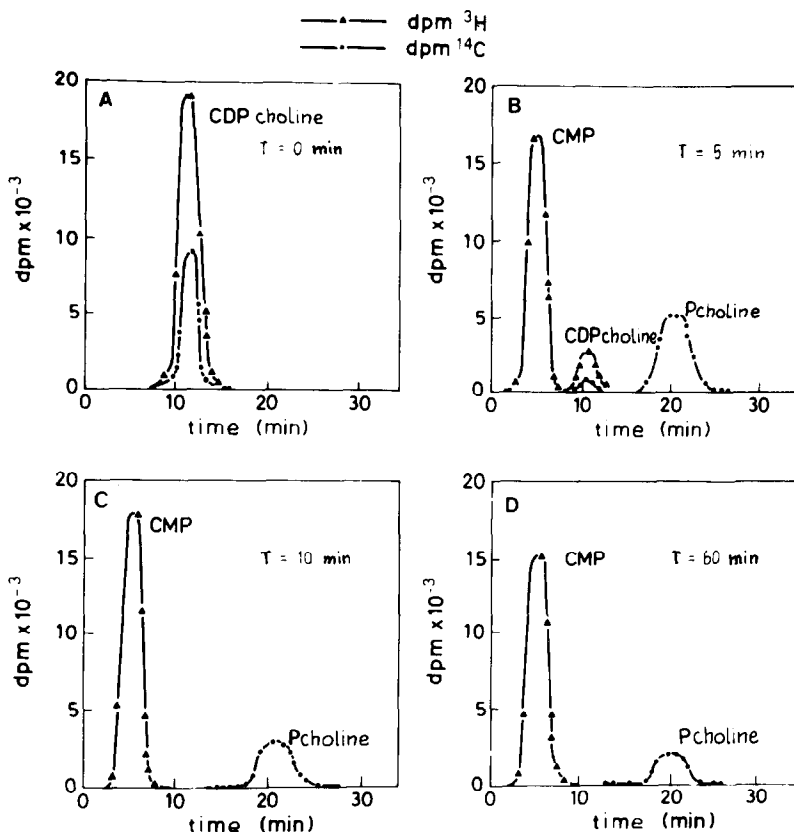 dpm ³H
dpm ¹⁴C
A
CDP choline
T = 0 min
dpm x 10⁻³
20
15
10
5
0
0
10
20
30
time (min)
B
CMP
T = 5 min
CDPcholine
Pcholine
dpm x 10⁻³
20
15
10
5
0
0
10
20
30
time (min)
C
CMP
T = 10 min
Pcholine
dpm x 10⁻³
20
15
10
5
0
0
10
20
30
time (min)
D
CMP
T = 60 min
Pcholine
dpm x 10⁻³
20
15
10
5
0
0
10
20
30
time (min)